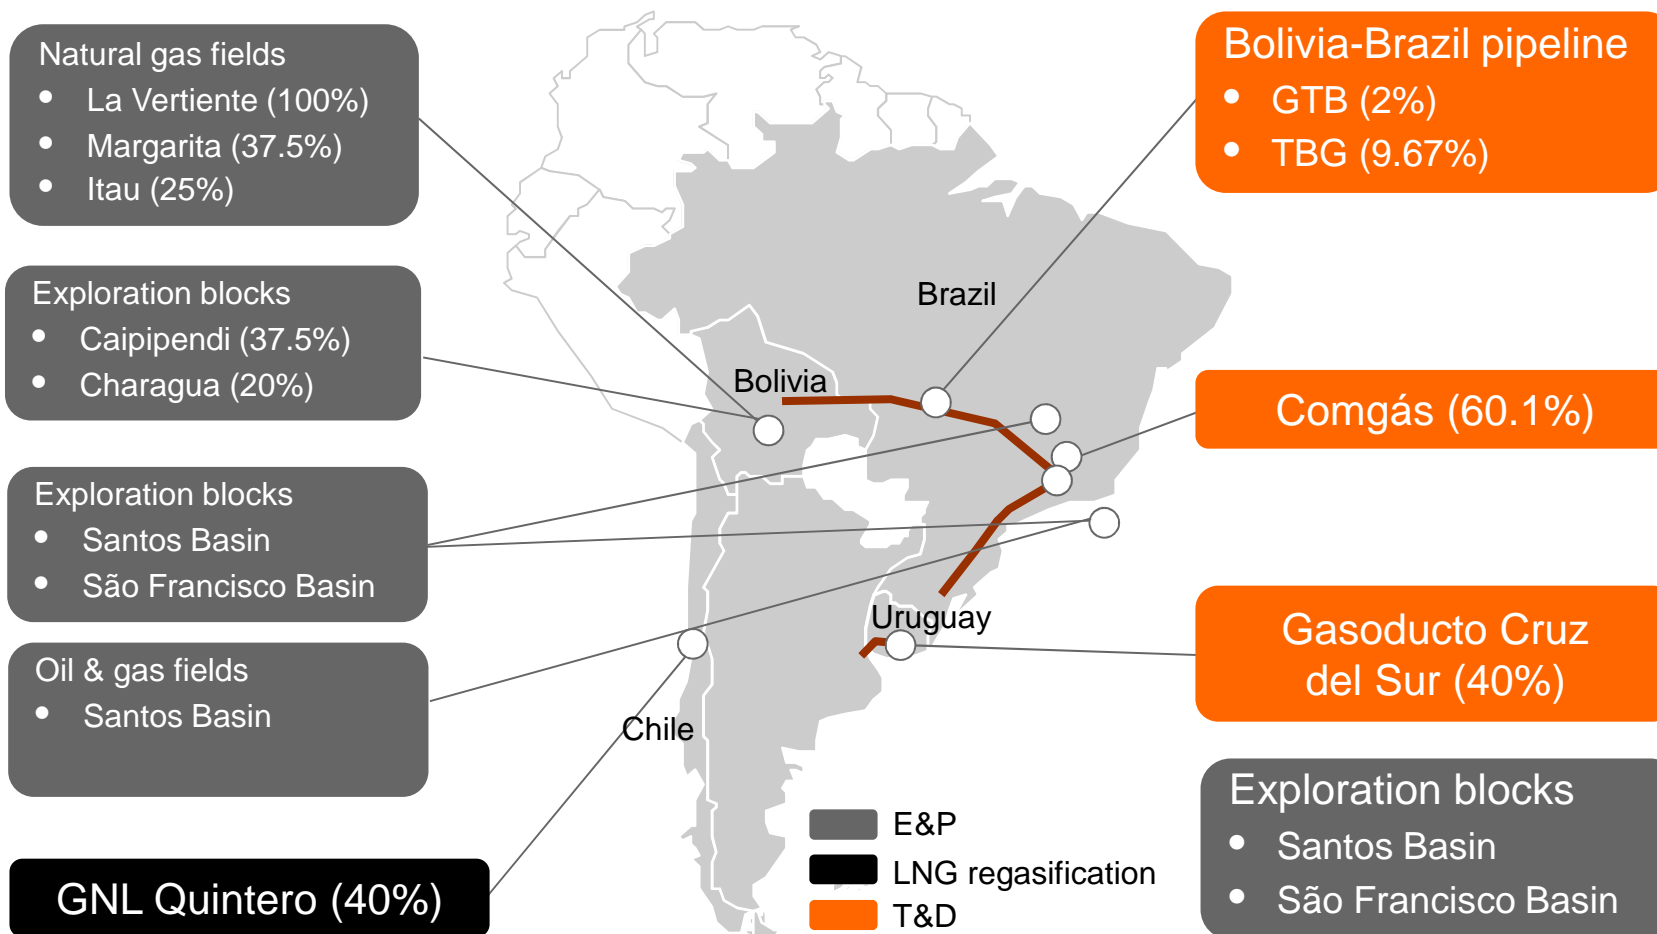 Natural gas fields
• La Vertiente (100%)
• Margarita (37.5%)
• Itau (25%)
Exploration blocks
• Caipipendi (37.5%)
• Charagua (20%)
Exploration blocks
• Santos Basin
• São Francisco Basin
Oil & gas fields
• Santos Basin
GNL Quintero (40%)
Brazil
Bolivia
Uruguay
Chile
E&P
LNG regasification
T&D
Bolivia-Brazil pipeline
• GTB (2%)
• TBG (9.67%)
Comgás (60.1%)
Gasoducto Cruz
del Sur (40%)
Exploration blocks
• Santos Basin
• São Francisco Basin